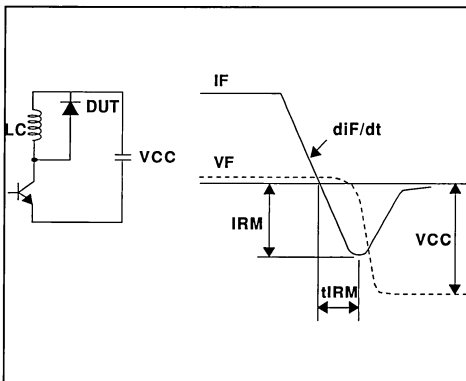 IF
DUT
diF/dt
LC
VCC
VF
IRM
VCC
tIRM